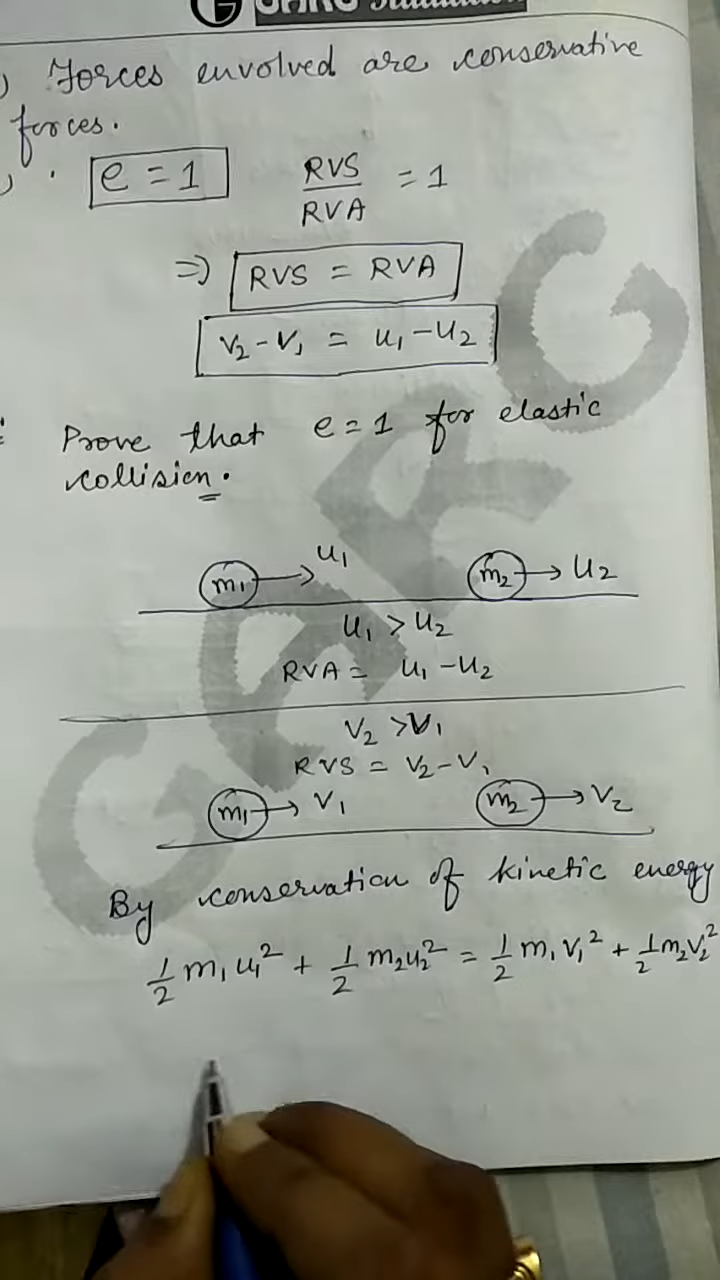 ) Forces envolved are conservative
forces.
) . e = 1 RVS/RVA = 1
=> RVS = RVA
V₂ - V₁ = u₁ - u₂
: Prove that e = 1 for elastic
collision.
m₁ → u₁ m₂ → u₂
u₁ > u₂
RVA = u₁ - u₂
V₂ > V₁
RVS = V₂ - V₁
m₁ → V₁ m₂ → V₂
By conservation of kinetic energy
1/2 m₁ u₁² + 1/2 m₂ u₂² = 1/2 m₁ V₁² + 1/2 m₂ V₂²
GARG